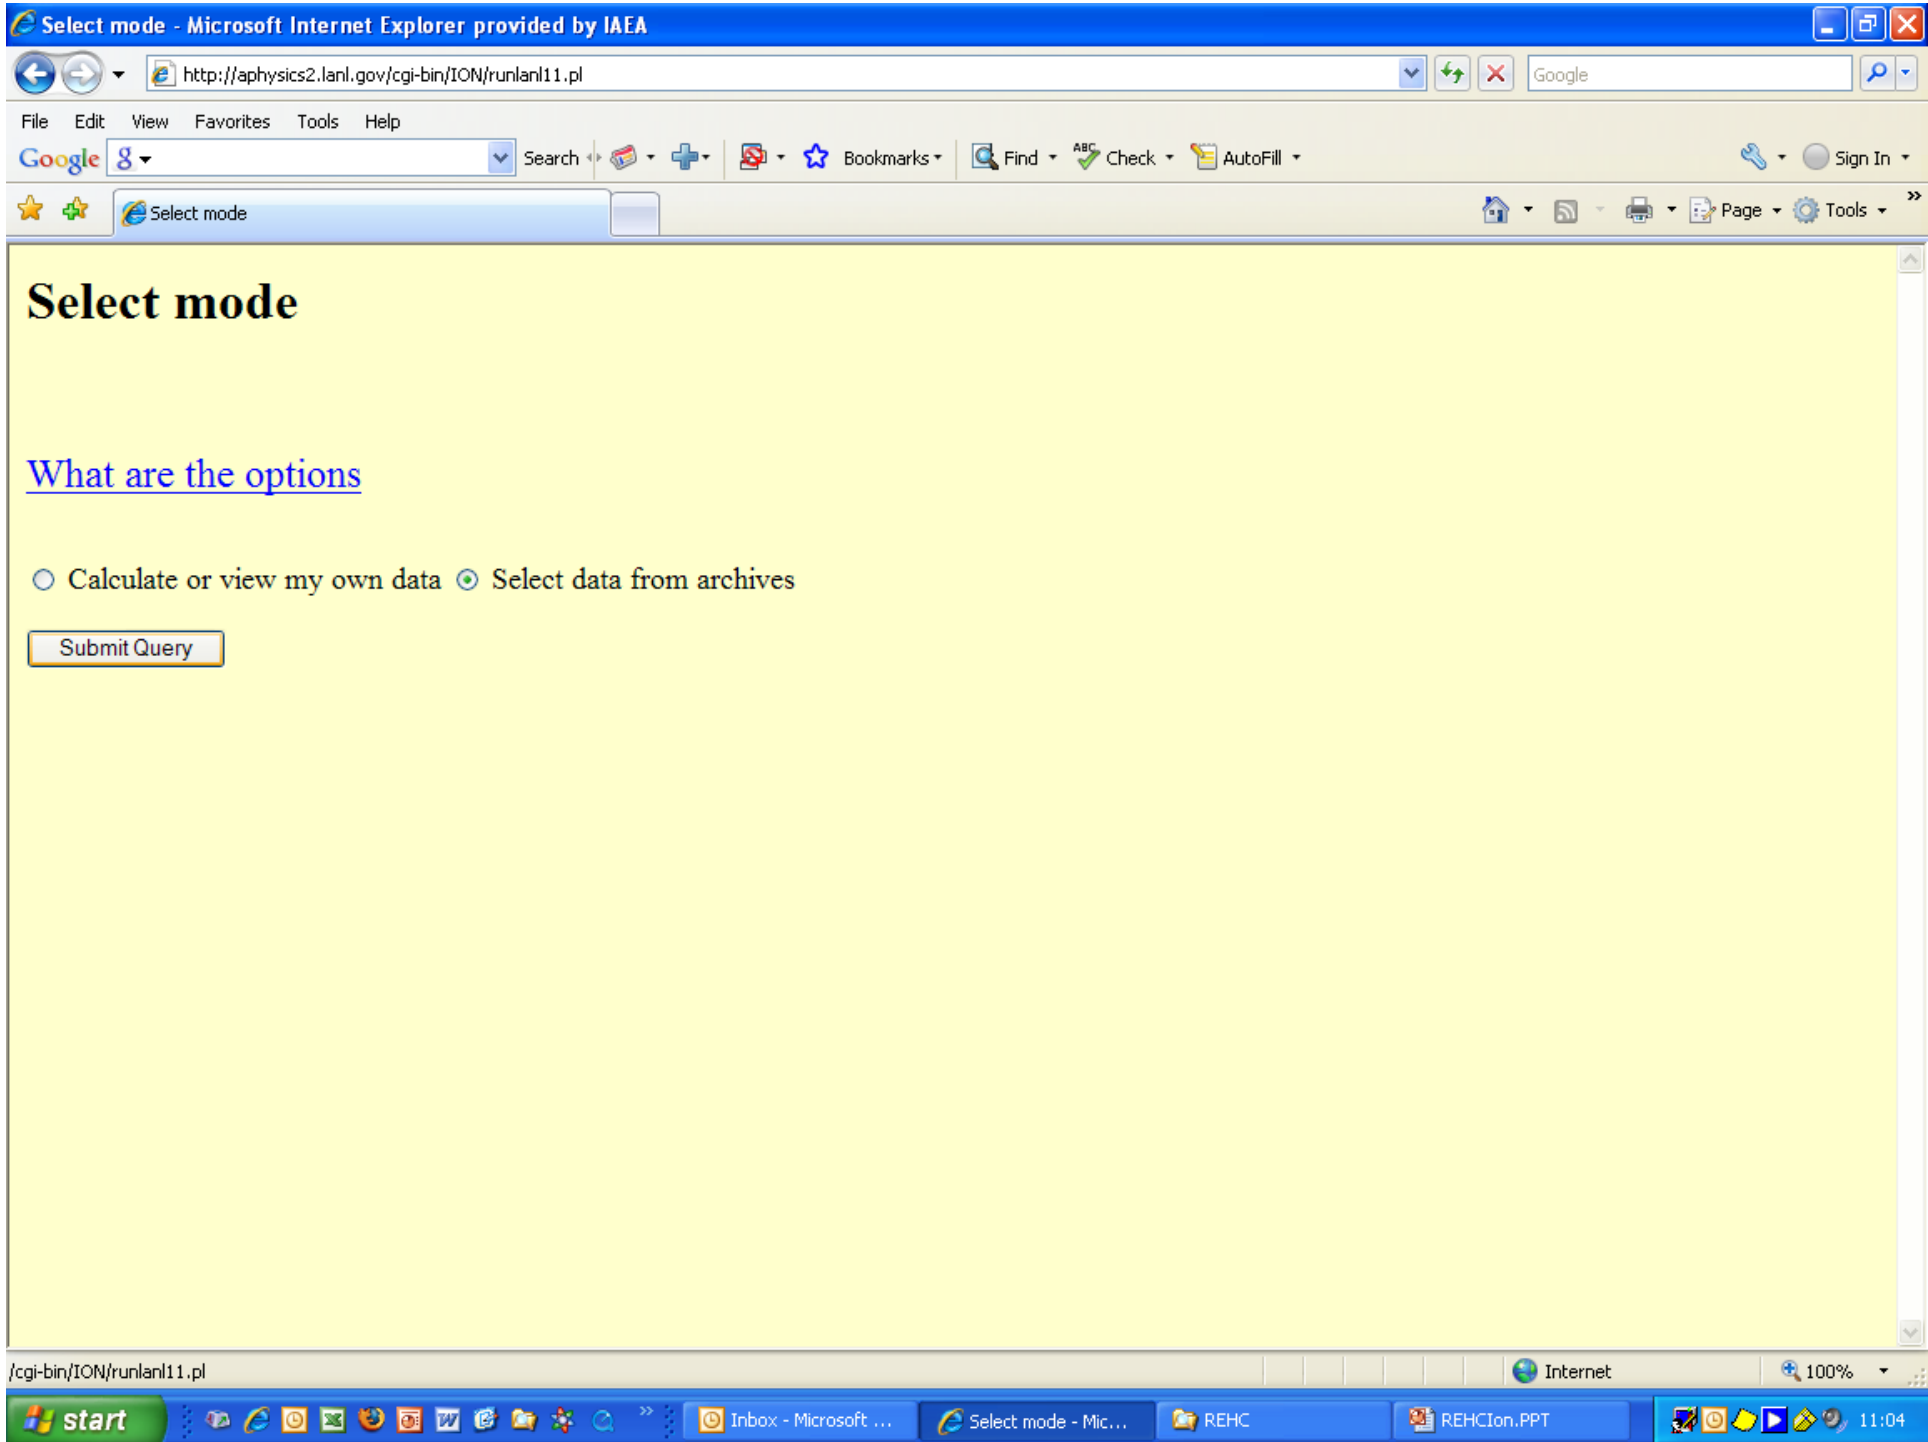 Select mode - Microsoft Internet Explorer provided by IAEA
http://aphysics2.lanl.gov/cgi-bin/ION/runlanl11.pl
Google
File Edit View Favorites Tools Help
Google g Search Bookmarks Find ABC Check AutoFill Sign In
Select mode Page Tools »
Select mode
What are the options
Calculate or view my own data Select data from archives
Submit Query
/cgi-bin/ION/runlanl11.pl Internet 100%
start » Inbox - Microsoft ... Select mode - Mic... REHC REHCIon.PPT 11:04